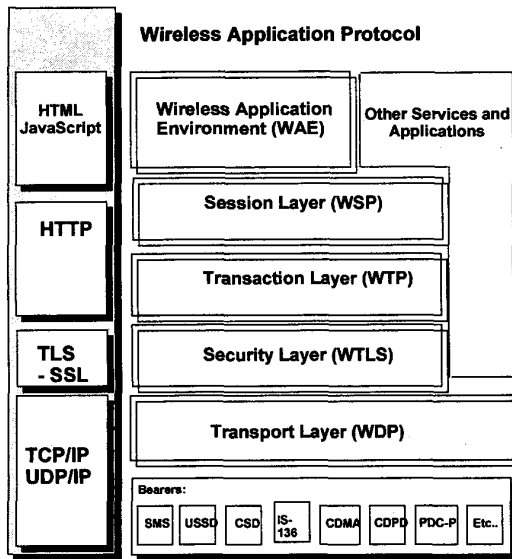 Wireless Application Protocol
HTML
JavaScript
HTTP
TLS
- SSL
TCP/IP
UDP/IP
Wireless Application
Environment (WAE)
Other Services and
Applications
Session Layer (WSP)
Transaction Layer (WTP)
Security Layer (WTLS)
Transport Layer (WDP)
Bearers:
SMS
USSD
CSD
IS-
136
CDMA
CDPD
PDC-P
Etc..